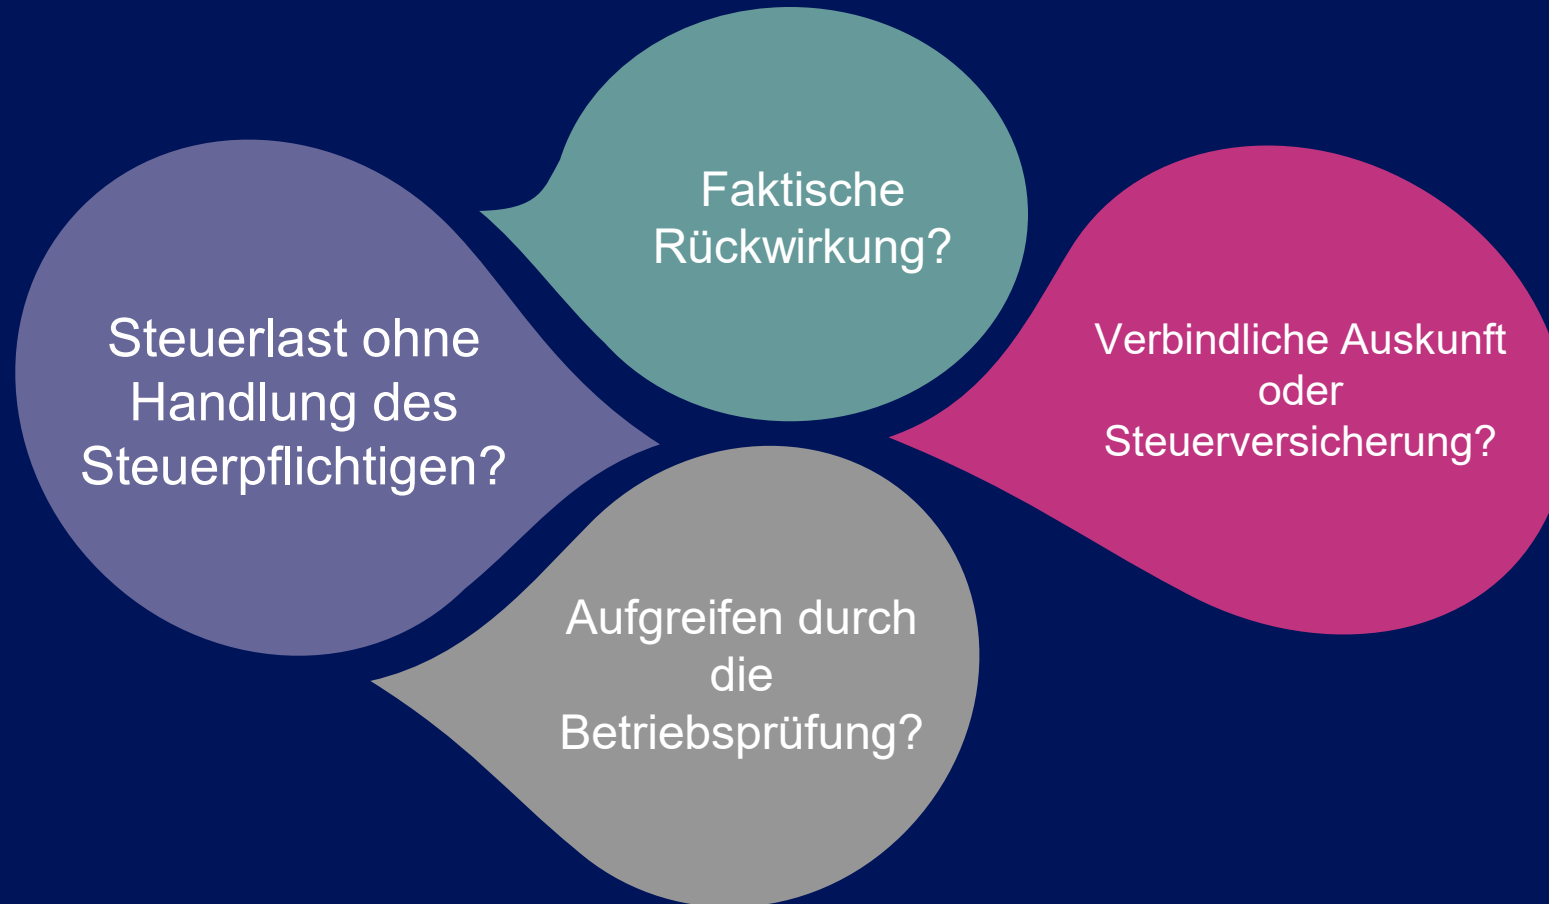 Steuerlast ohne
Handlung des
Steuerpflichtigen?
Faktische
Rückwirkung?
Verbindliche Auskunft
oder
Steuerversicherung?
Aufgreifen durch
die
Betriebsprüfung?